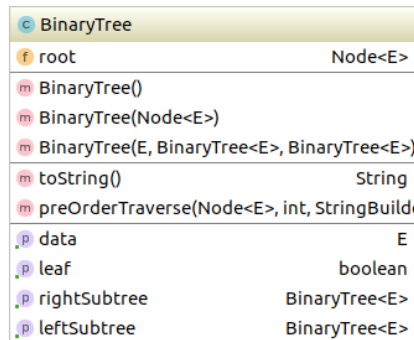 c BinaryTree
f root Node<E>
m BinaryTree()
m BinaryTree(Node<E>)
m BinaryTree(E, BinaryTree<E>, BinaryTree<E>)
m toString() String
m preOrderTraverse(Node<E>, int,
p data E
p leaf boolean
p rightSubtree BinaryTree<E>
p leftSubtree BinaryTree<E>